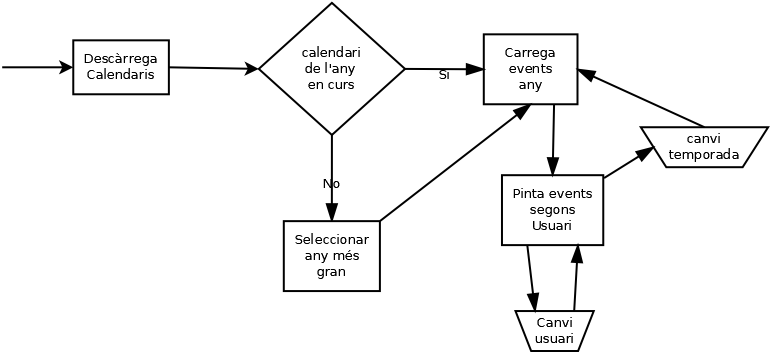 Descàrrega
Calendaris
calendari
de l'any
en curs
Si
Carrega
events
any
canvi
temporada
No
Pinta events
segons
Usuari
Seleccionar
any més
gran
Canvi
usuari